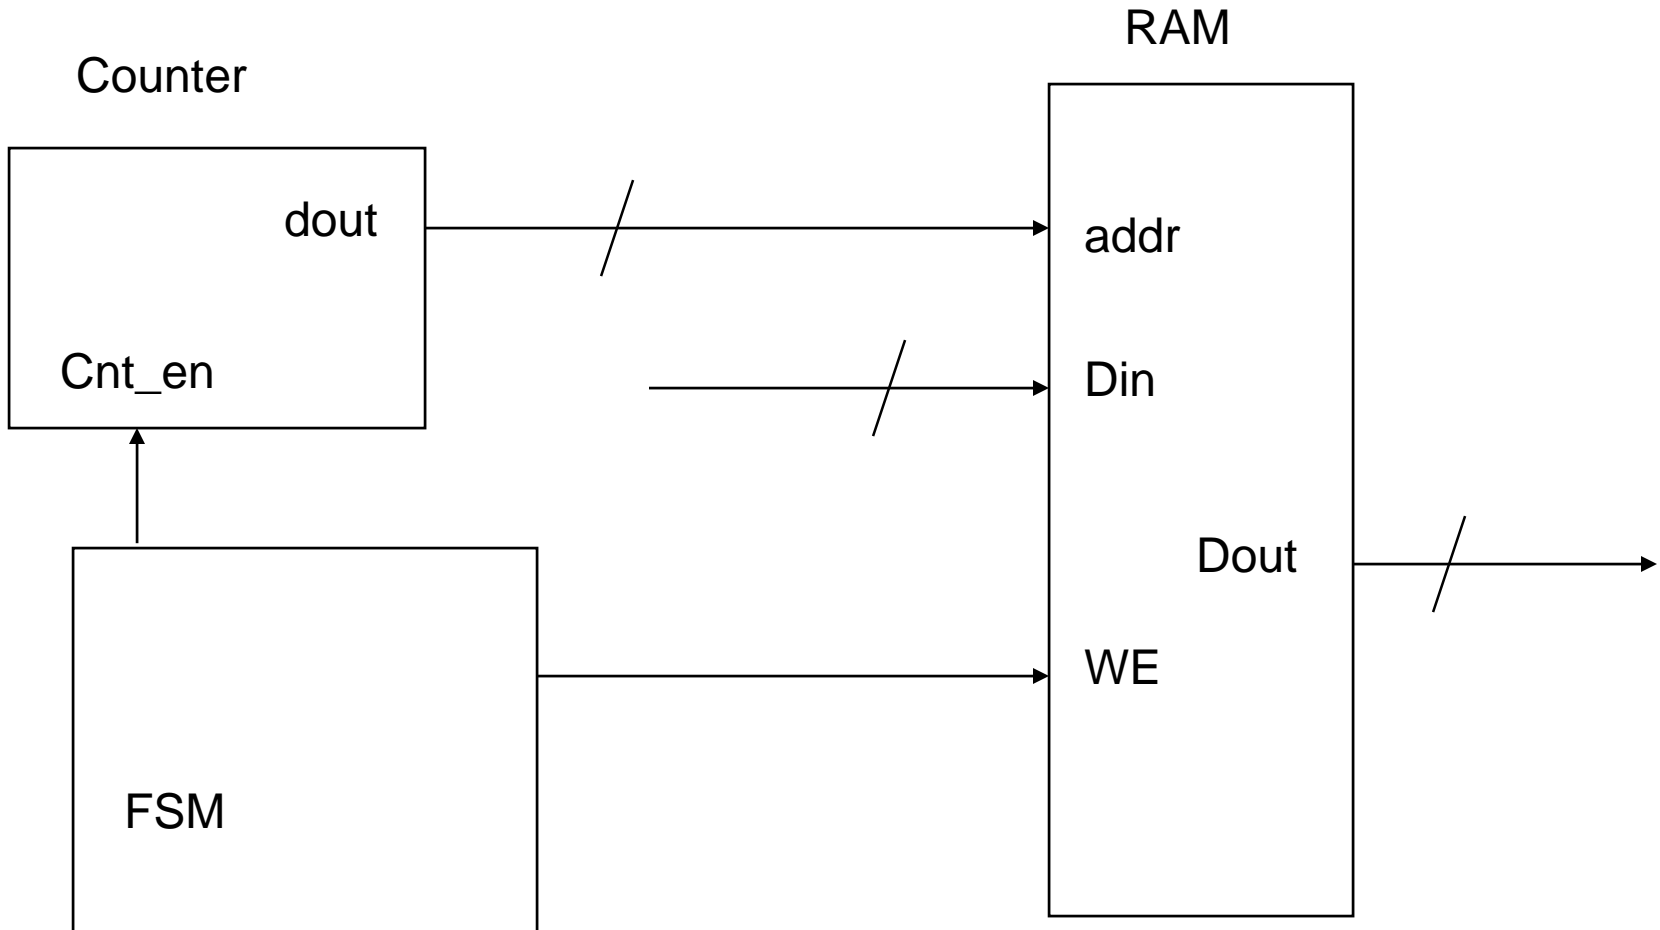 RAM
Counter
dout
addr
Cnt_en
Din
Dout
WE
FSM